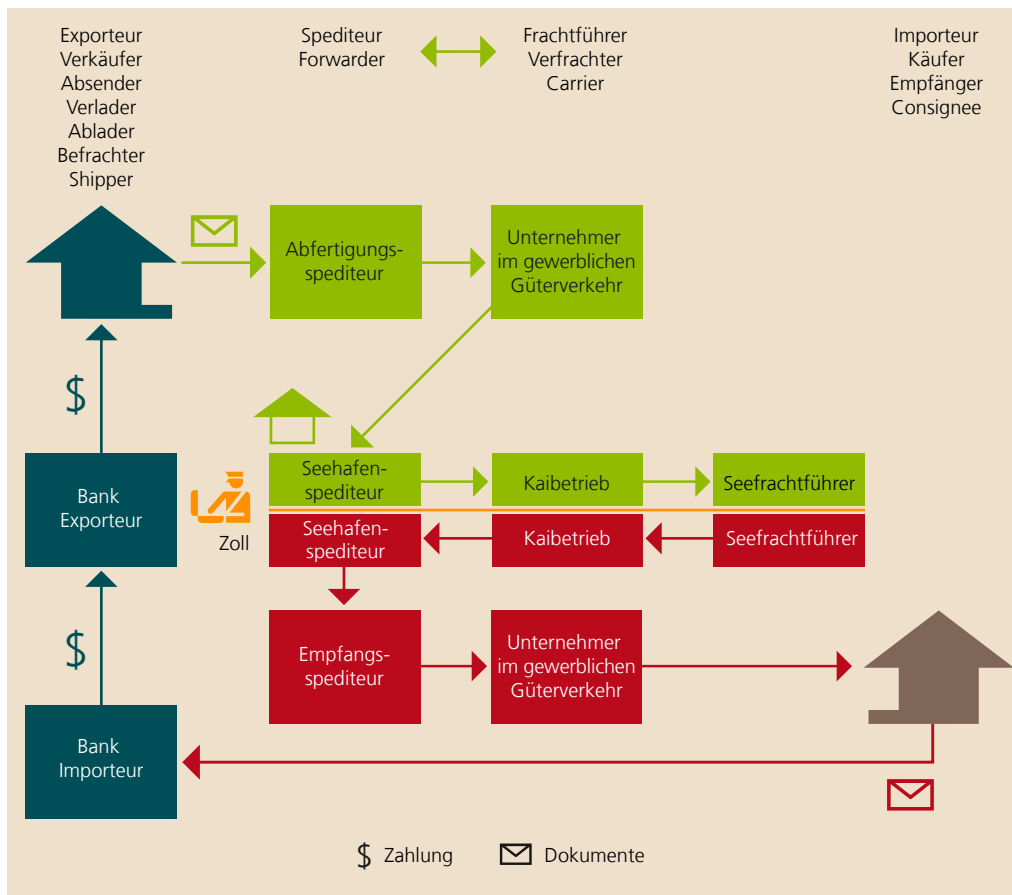 Exporteur
Verkäufer
Absender
Verlader
Ablader
Befrachter
Shipper
Spediteur
Forwarder
Frachtführer
Verfrachter
Carrier
Importeur
Käufer
Empfänger
Consignee
Abfertigungs-
spediteur
Unternehmer
im gewerblichen
Güterverkehr
$
Bank
Exporteur
Zoll
Seehafen-
spediteur
Kaibetrieb
Seefrachtführer
Seehafen-
spediteur
Kaibetrieb
Seefrachtführer
$
Empfangs-
spediteur
Unternehmer
im gewerblichen
Güterverkehr
Bank
Importeur
$ Zahlung
Dokumente